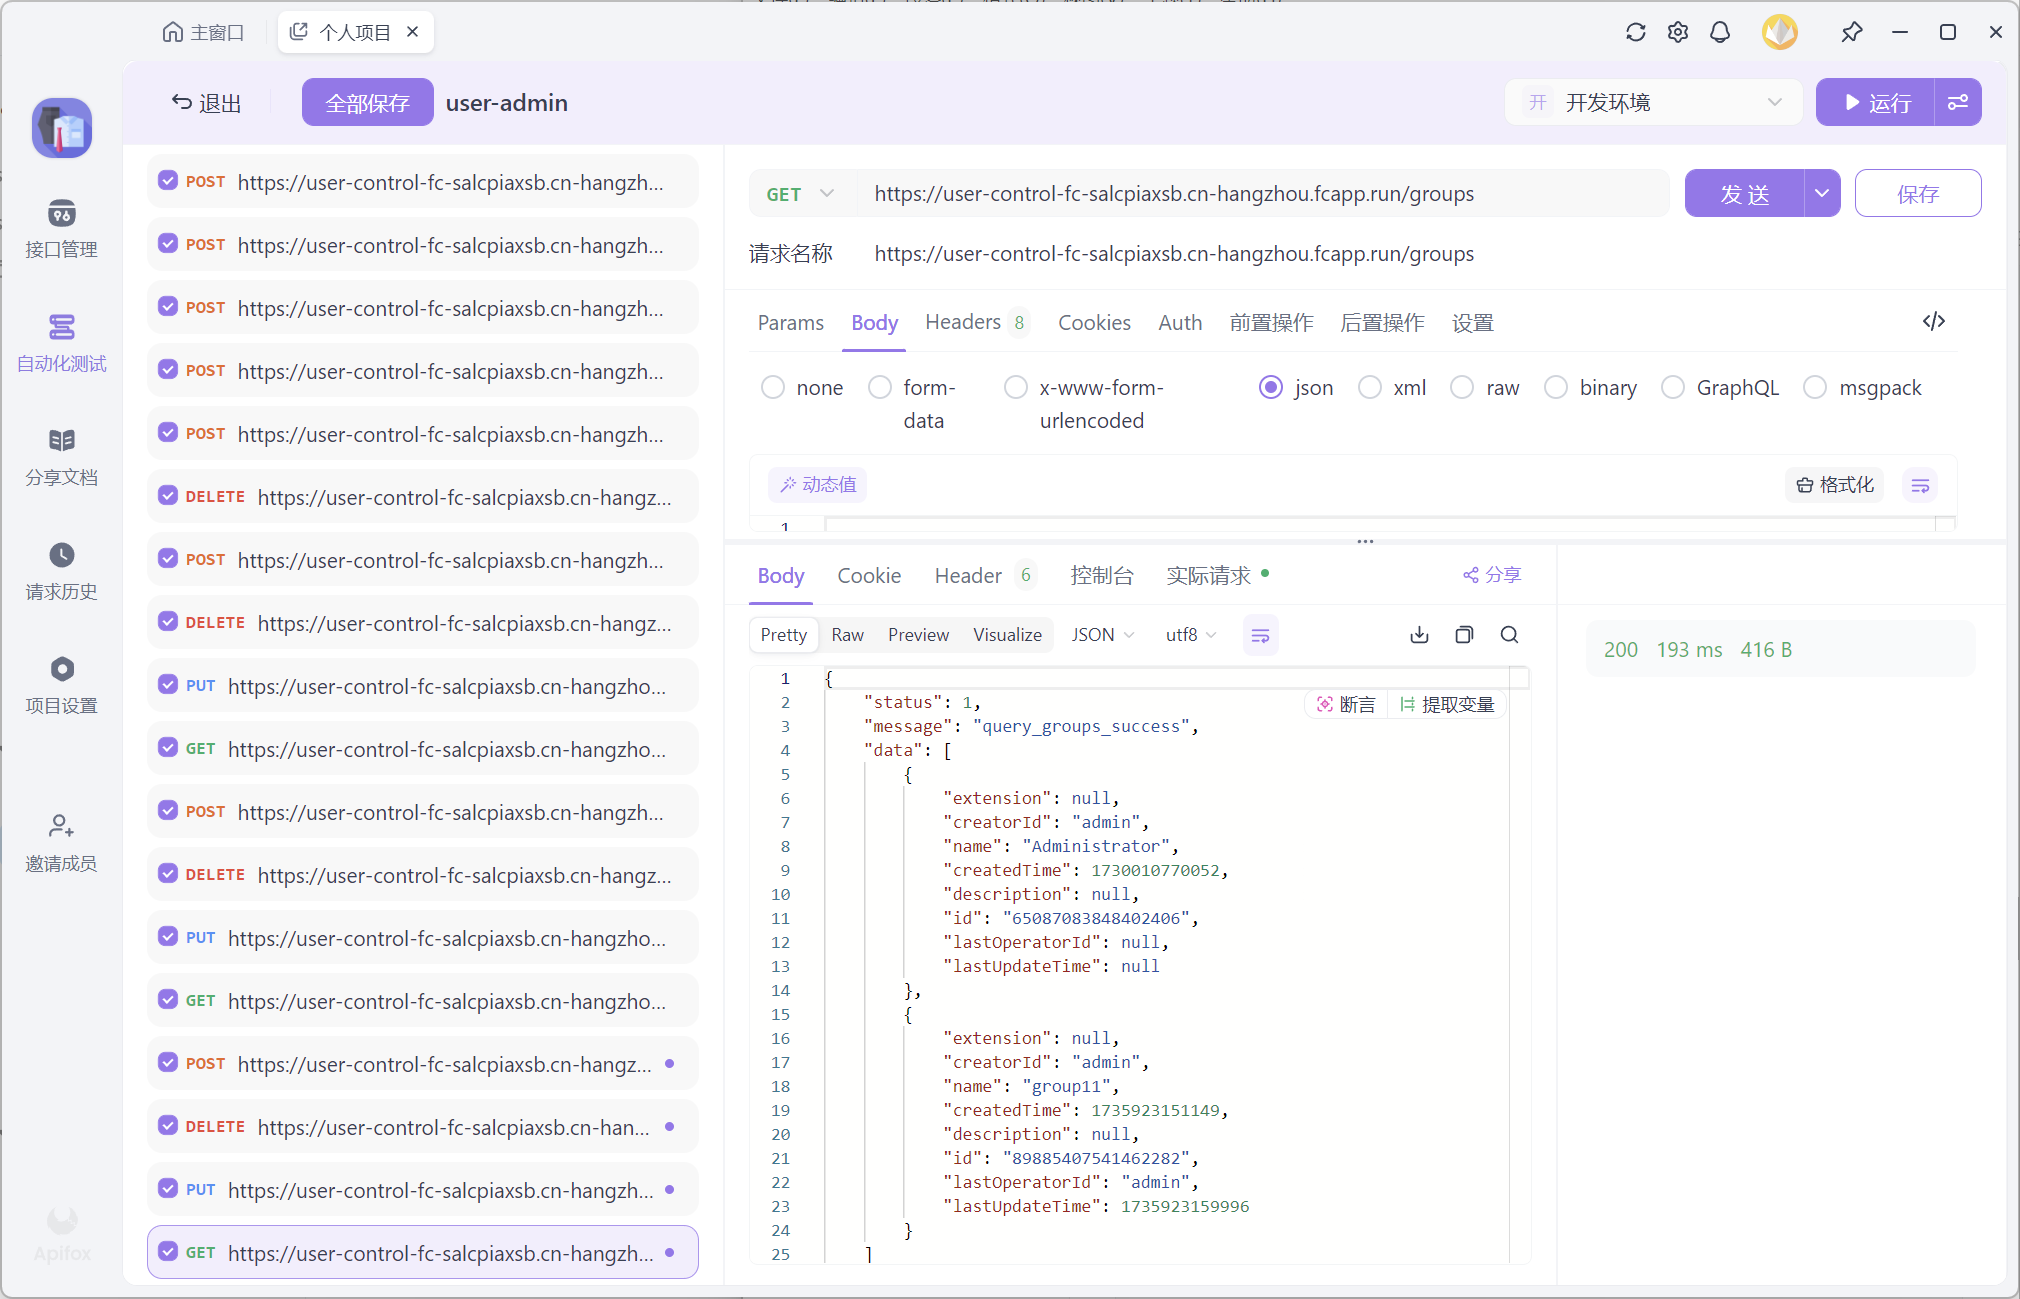 主窗口
个人项目
退出
全部保存
user-admin
开
开发环境
运行
接口管理
自动化测试
分享文档
请求历史
项目设置
邀请成员
Apifox
POST https://user-control-fc-salcpiaxsb.cn-hangzh...
POST https://user-control-fc-salcpiaxsb.cn-hangzh...
POST https://user-control-fc-salcpiaxsb.cn-hangzh...
POST https://user-control-fc-salcpiaxsb.cn-hangzh...
POST https://user-control-fc-salcpiaxsb.cn-hangzh...
DELETE https://user-control-fc-salcpiaxsb.cn-hangz...
POST https://user-control-fc-salcpiaxsb.cn-hangzh...
DELETE https://user-control-fc-salcpiaxsb.cn-hangz...
PUT https://user-control-fc-salcpiaxsb.cn-hangzho...
GET https://user-control-fc-salcpiaxsb.cn-hangzho...
POST https://user-control-fc-salcpiaxsb.cn-hangzh...
DELETE https://user-control-fc-salcpiaxsb.cn-hangz...
PUT https://user-control-fc-salcpiaxsb.cn-hangzho...
GET https://user-control-fc-salcpiaxsb.cn-hangzho...
POST https://user-control-fc-salcpiaxsb.cn-hangz...
DELETE https://user-control-fc-salcpiaxsb.cn-han...
PUT https://user-control-fc-salcpiaxsb.cn-hangzh...
GET https://user-control-fc-salcpiaxsb.cn-hangzh...
GET https://user-control-fc-salcpiaxsb.cn-hangzhou.fcapp.run/groups 发送 保存
请求名称 https://user-control-fc-salcpiaxsb.cn-hangzhou.fcapp.run/groups
Params Body Headers 8 Cookies Auth 前置操作 后置操作 设置
none form-data x-www-form-urlencoded json xml raw binary GraphQL msgpack
动态值 格式化
1
Body Cookie Header 6 控制台 实际请求 分享
Pretty Raw Preview Visualize JSON utf8
200 193 ms 416 B
断言 提取变量
1 {
2 "status": 1,
3 "message": "query_groups_success",
4 "data": [
5 {
6 "extension": null,
7 "creatorId": "admin",
8 "name": "Administrator",
9 "createdTime": 1730010770052,
10 "description": null,
11 "id": "65087083848402406",
12 "lastOperatorId": null,
13 "lastUpdateTime": null
14 },
15 {
16 "extension": null,
17 "creatorId": "admin",
18 "name": "group11",
19 "createdTime": 1735923151149,
20 "description": null,
21 "id": "89885407541462282",
22 "lastOperatorId": "admin",
23 "lastUpdateTime": 1735923159996
24 }
25 ]